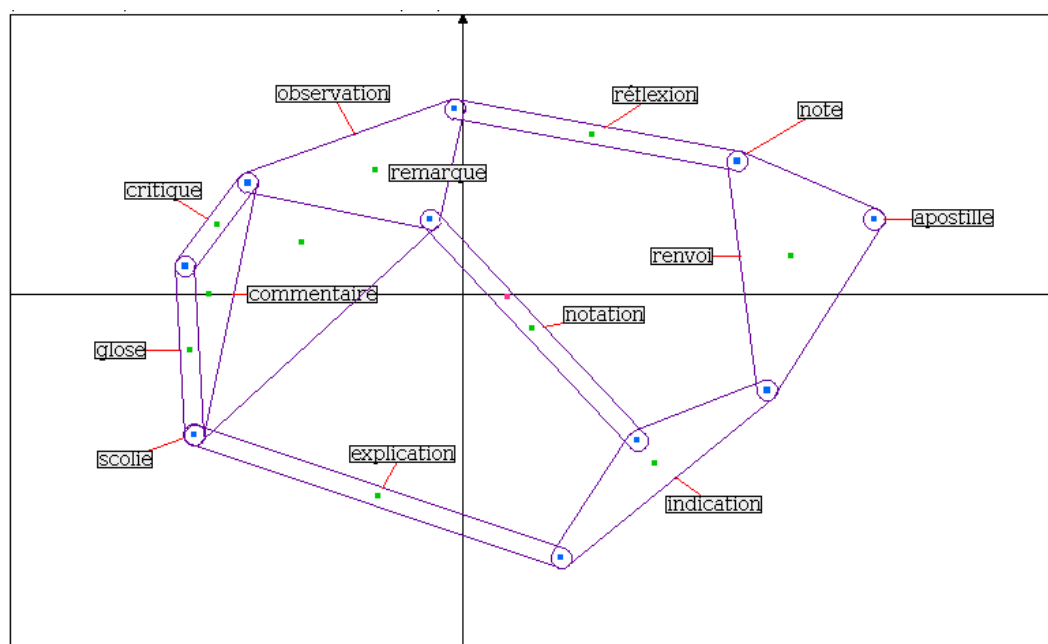 observation
réflexion
note
remarque
critique
apostille
renvoi
commentaire
notation
glose
explication
scolie
indication